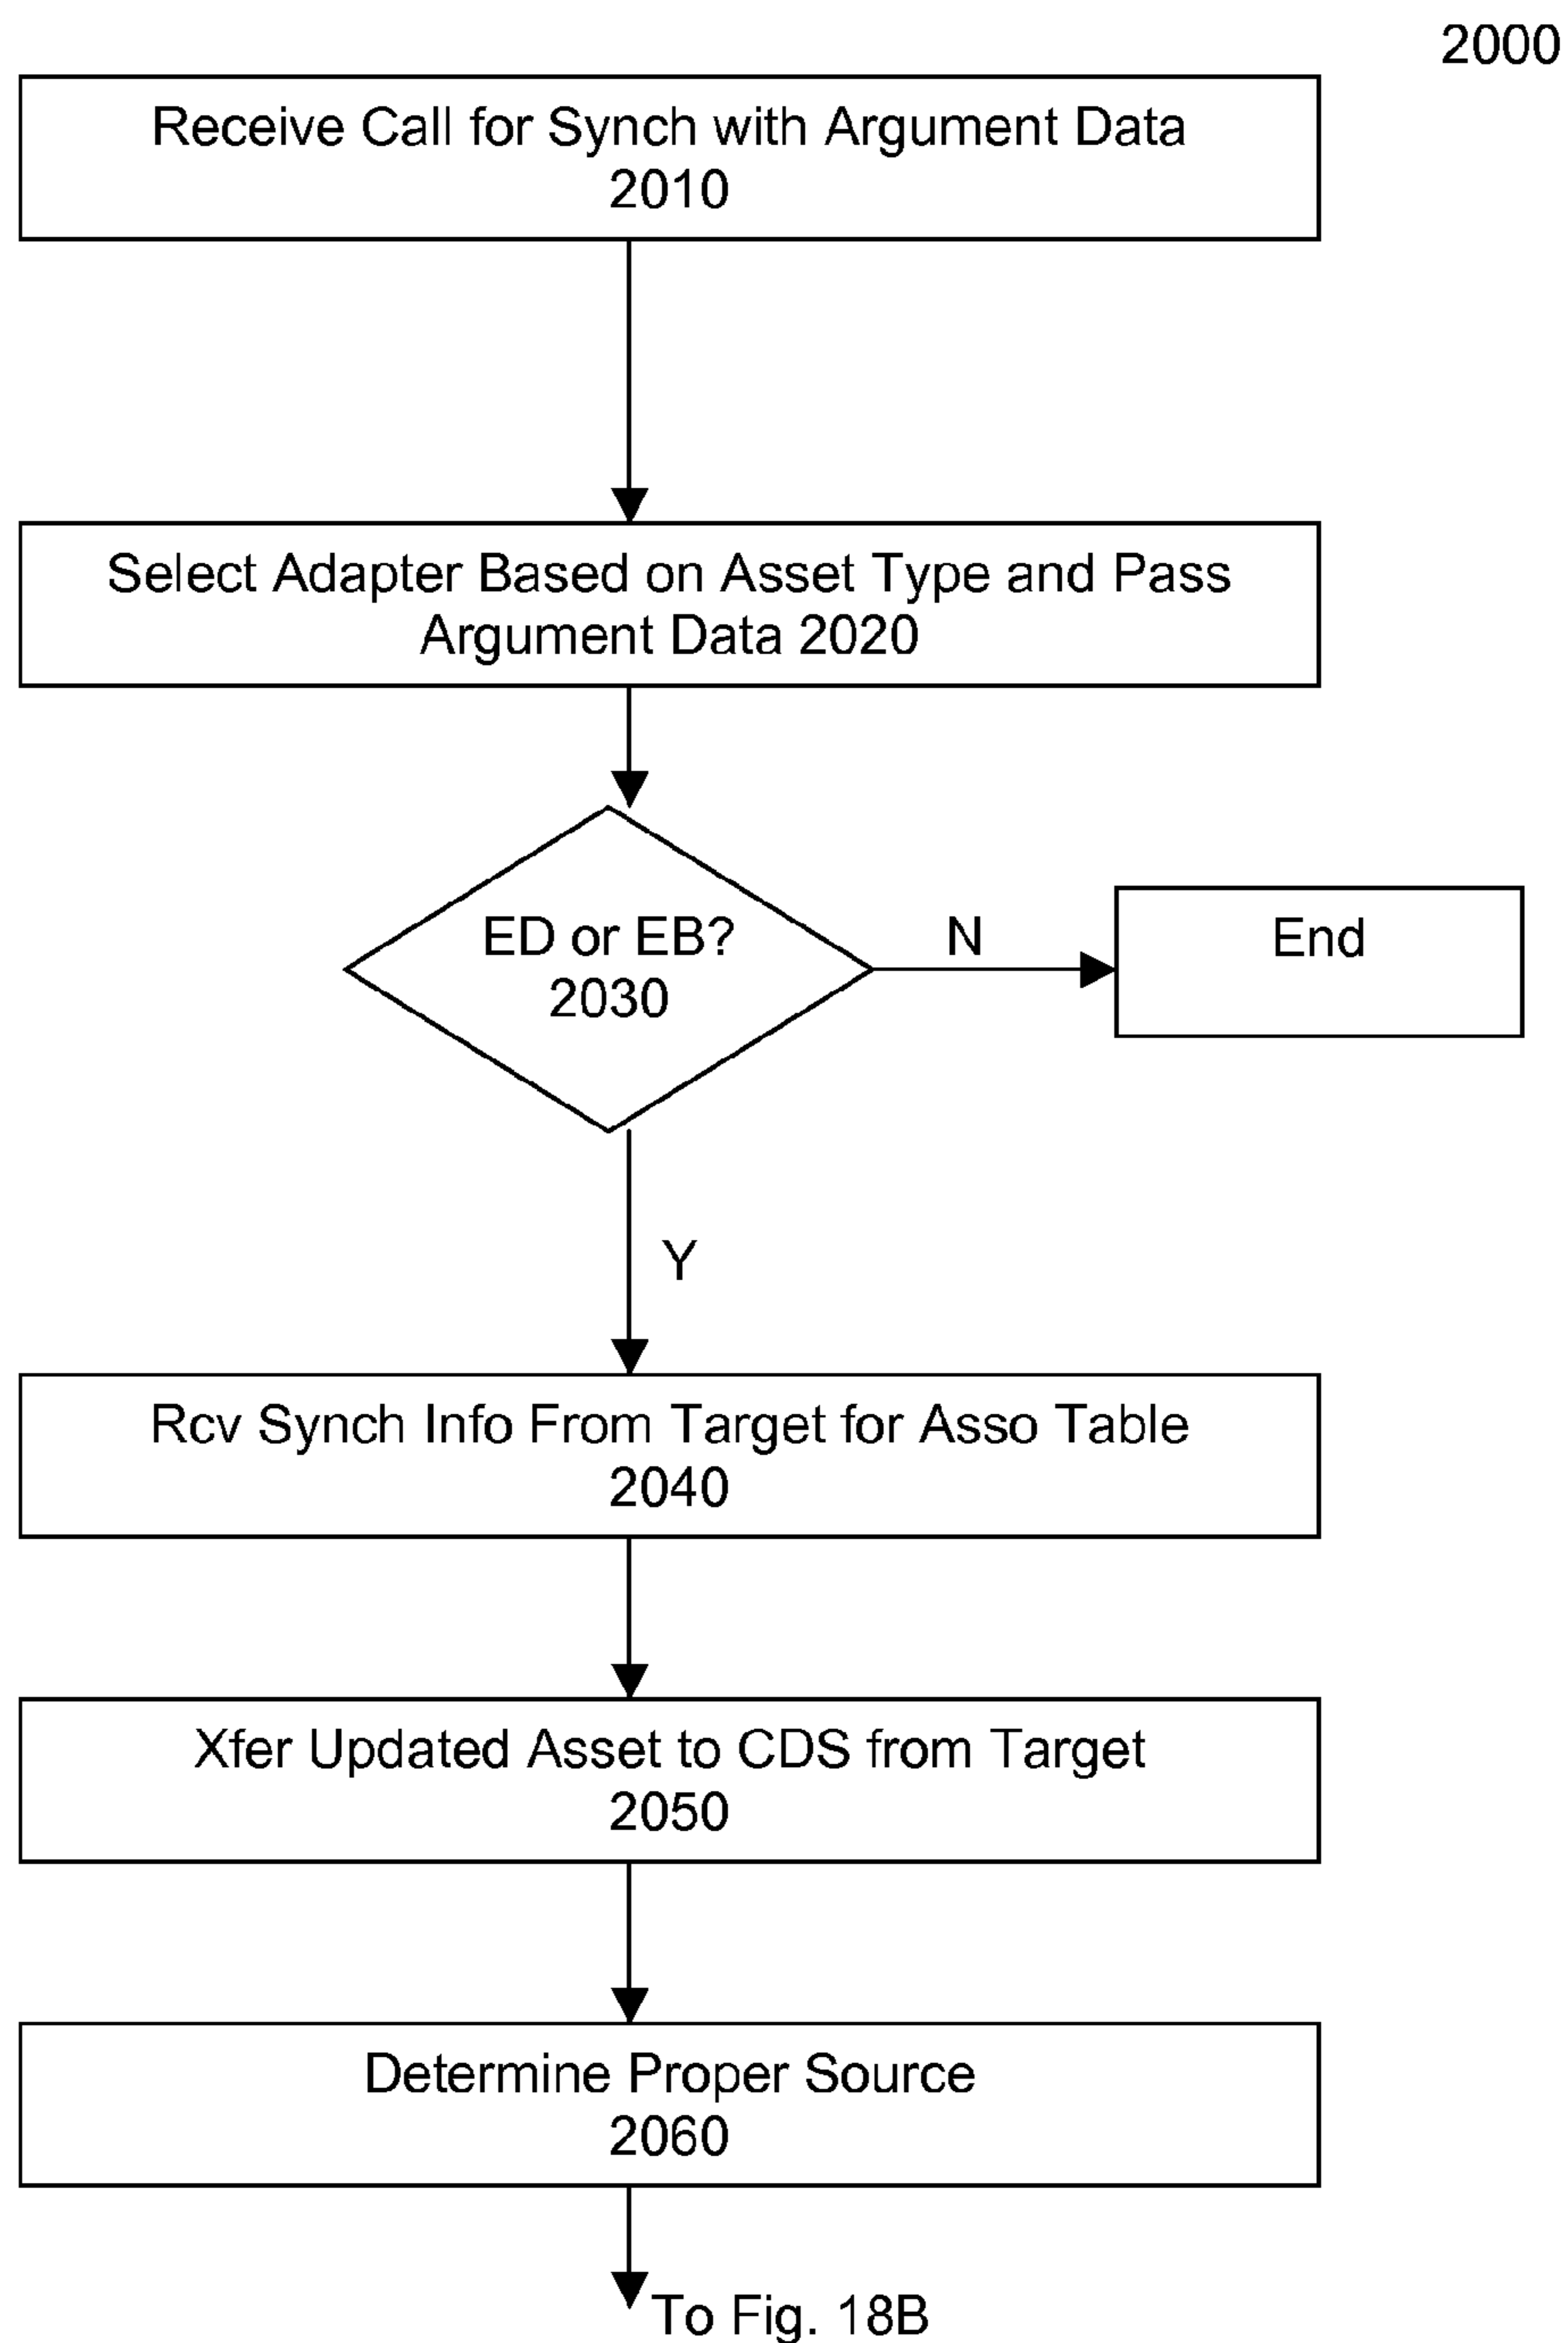 2000
Receive Call for Synch with Argument Data
2010
Select Adapter Based on Asset Type and Pass
Argument Data 2020
ED or EB?
2030
N
End
Y
Rcv Synch Info From Target for Asso Table
2040
Xfer Updated Asset to CDS from Target
2050
Determine Proper Source
2060
To Fig. 18B